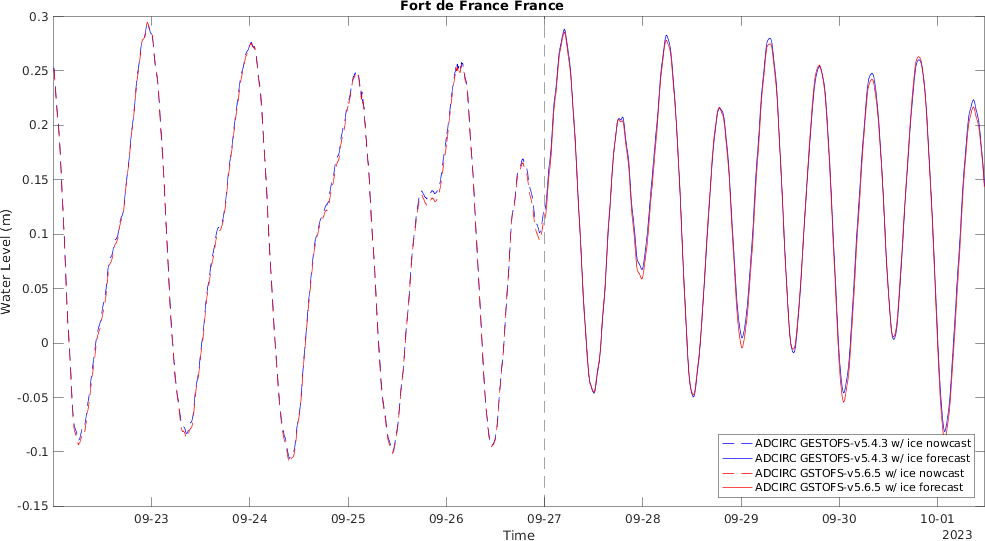 Fort de France France
0.3
0.25
0.2
0.15
0.1
0.05
0
-0.05
-0.1
-0.15
Water Level (m)
ADCIRC GESTOFS-v5.4.3 w/ ice nowcast
ADCIRC GESTOFS-v5.4.3 w/ ice forecast
ADCIRC GSTOFS-v5.6.5 w/ ice nowcast
ADCIRC GSTOFS-v5.6.5 w/ ice forecast
09-23 09-24 09-25 09-26 09-27 09-28 09-29 09-30 10-01
Time
2023